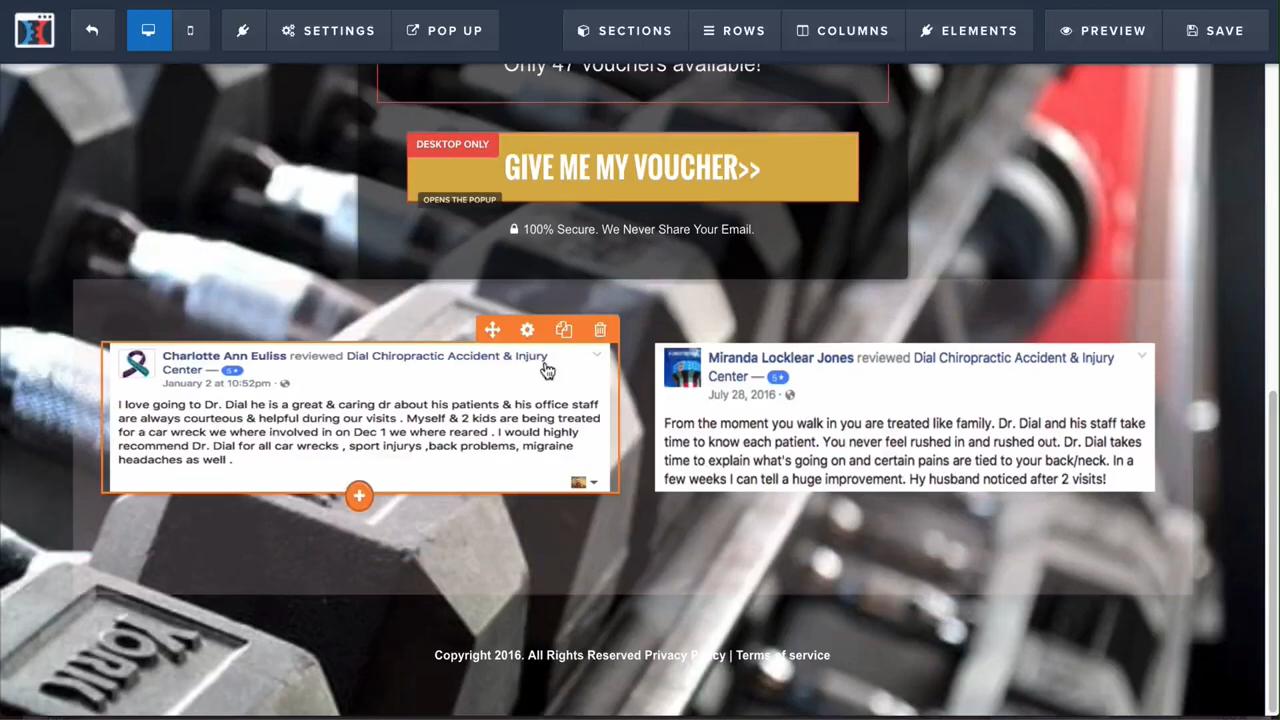 SETTINGS
POP UP
SECTIONS
ROWS
COLUMNS
ELEMENTS
PREVIEW
SAVE
Only 47 vouchers available!
DESKTOP ONLY
GIVE ME MY VOUCHER>>
OPENS THE POPUP
100% Secure. We Never Share Your Email.
Charlotte Ann Euliss reviewed Dial Chiropractic Accident & Injury
Center — 5★
January 2 at 10:52pm ·
I love going to Dr. Dial he is a great & caring dr about his patients & his office staff
are always courteous & helpful during our visits . Myself & 2 kids are being treated
for a car wreck we where involved in on Dec 1 we where reared . I would highly
recommend Dr. Dial for all car wrecks , sport injurys ,back problems, migraine
headaches as well .
Miranda Locklear Jones reviewed Dial Chiropractic Accident & Injury
Center — 5★
July 28, 2016 ·
From the moment you walk in you are treated like family. Dr. Dial and his staff take
time to know each patient. You never feel rushed in and rushed out. Dr. Dial takes
time to explain what's going on and certain pains are tied to your back/neck. In a
few weeks I can tell a huge improvement. Hy husband noticed after 2 visits!
YORK
Copyright 2016. All Rights Reserved Privacy Policy | Terms of service